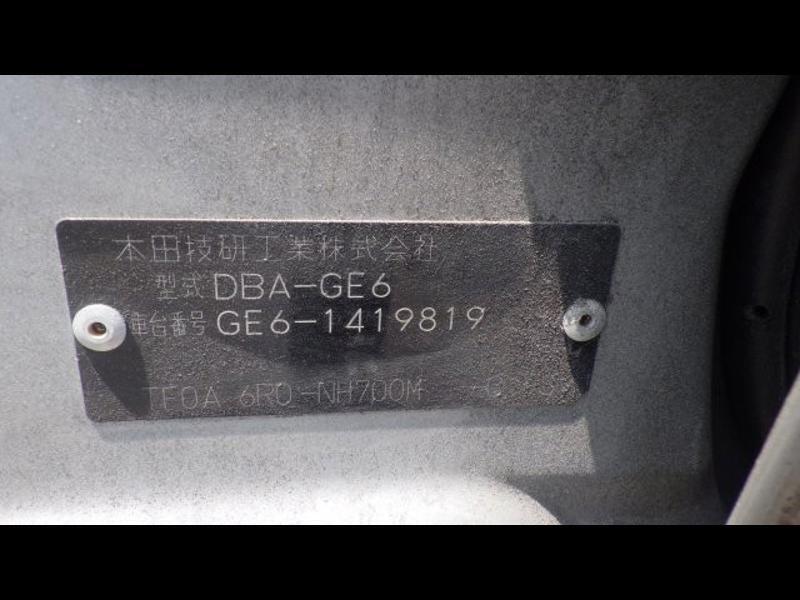 本田技研工業株式会社
型式 DBA-GE6
車台番号 GE6-1419819
TF0A 6R0-NH700M